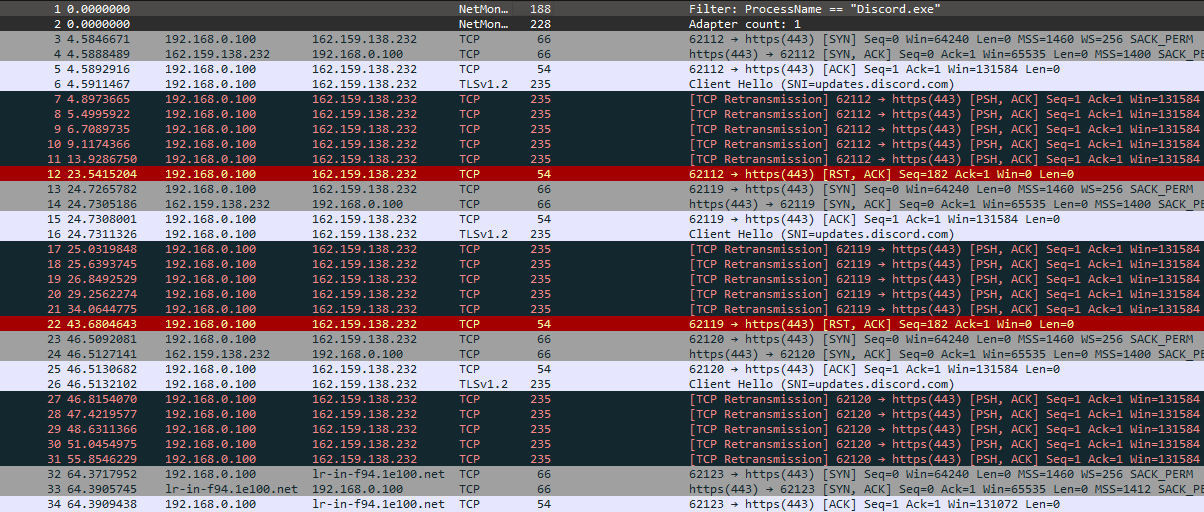 1 0.0000000 NetMon… 188 Filter: ProcessName == "Discord.exe"
2 0.0000000 NetMon… 228 Adapter count: 1
3 4.5846671 192.168.0.100 162.159.138.232 TCP 66 62112 → https(443) [SYN] Seq=0 Win=64240 Len=0 MSS=1460 WS=256 SACK_PERM
4 4.5888489 162.159.138.232 192.168.0.100 TCP 66 https(443) → 62112 [SYN, ACK] Seq=0 Ack=1 Win=65535 Len=0 MSS=1400 SACK_P
5 4.5892916 192.168.0.100 162.159.138.232 TCP 54 62112 → https(443) [ACK] Seq=1 Ack=1 Win=131584 Len=0
6 4.5911467 192.168.0.100 162.159.138.232 TLSv1.2 235 Client Hello (SNI=updates.discord.com)
7 4.8973665 192.168.0.100 162.159.138.232 TCP 235 [TCP Retransmission] 62112 → https(443) [PSH, ACK] Seq=1 Ack=1 Win=131584
8 5.4995922 192.168.0.100 162.159.138.232 TCP 235 [TCP Retransmission] 62112 → https(443) [PSH, ACK] Seq=1 Ack=1 Win=131584
9 6.7089735 192.168.0.100 162.159.138.232 TCP 235 [TCP Retransmission] 62112 → https(443) [PSH, ACK] Seq=1 Ack=1 Win=131584
10 9.1174366 192.168.0.100 162.159.138.232 TCP 235 [TCP Retransmission] 62112 → https(443) [PSH, ACK] Seq=1 Ack=1 Win=131584
11 13.9286750 192.168.0.100 162.159.138.232 TCP 235 [TCP Retransmission] 62112 → https(443) [PSH, ACK] Seq=1 Ack=1 Win=131584
12 23.5415204 192.168.0.100 162.159.138.232 TCP 54 62112 → https(443) [RST, ACK] Seq=182 Ack=1 Win=0 Len=0
13 24.7265782 192.168.0.100 162.159.138.232 TCP 66 62119 → https(443) [SYN] Seq=0 Win=64240 Len=0 MSS=1460 WS=256 SACK_PERM
14 24.7305186 162.159.138.232 192.168.0.100 TCP 66 https(443) → 62119 [SYN, ACK] Seq=0 Ack=1 Win=65535 Len=0 MSS=1400 SACK_P
15 24.7308001 192.168.0.100 162.159.138.232 TCP 54 62119 → https(443) [ACK] Seq=1 Ack=1 Win=131584 Len=0
16 24.7311326 192.168.0.100 162.159.138.232 TLSv1.2 235 Client Hello (SNI=updates.discord.com)
17 25.0319848 192.168.0.100 162.159.138.232 TCP 235 [TCP Retransmission] 62119 → https(443) [PSH, ACK] Seq=1 Ack=1 Win=131584
18 25.6393745 192.168.0.100 162.159.138.232 TCP 235 [TCP Retransmission] 62119 → https(443) [PSH, ACK] Seq=1 Ack=1 Win=131584
19 26.8492529 192.168.0.100 162.159.138.232 TCP 235 [TCP Retransmission] 62119 → https(443) [PSH, ACK] Seq=1 Ack=1 Win=131584
20 29.2562274 192.168.0.100 162.159.138.232 TCP 235 [TCP Retransmission] 62119 → https(443) [PSH, ACK] Seq=1 Ack=1 Win=131584
21 34.0644775 192.168.0.100 162.159.138.232 TCP 235 [TCP Retransmission] 62119 → https(443) [PSH, ACK] Seq=1 Ack=1 Win=131584
22 43.6804643 192.168.0.100 162.159.138.232 TCP 54 62119 → https(443) [RST, ACK] Seq=182 Ack=1 Win=0 Len=0
23 46.5092081 192.168.0.100 162.159.138.232 TCP 66 62120 → https(443) [SYN] Seq=0 Win=64240 Len=0 MSS=1460 WS=256 SACK_PERM
24 46.5127141 162.159.138.232 192.168.0.100 TCP 66 https(443) → 62120 [SYN, ACK] Seq=0 Ack=1 Win=65535 Len=0 MSS=1400 SACK_P
25 46.5130682 192.168.0.100 162.159.138.232 TCP 54 62120 → https(443) [ACK] Seq=1 Ack=1 Win=131584 Len=0
26 46.5132102 192.168.0.100 162.159.138.232 TLSv1.2 235 Client Hello (SNI=updates.discord.com)
27 46.8154070 192.168.0.100 162.159.138.232 TCP 235 [TCP Retransmission] 62120 → https(443) [PSH, ACK] Seq=1 Ack=1 Win=131584
28 47.4219577 192.168.0.100 162.159.138.232 TCP 235 [TCP Retransmission] 62120 → https(443) [PSH, ACK] Seq=1 Ack=1 Win=131584
29 48.6311366 192.168.0.100 162.159.138.232 TCP 235 [TCP Retransmission] 62120 → https(443) [PSH, ACK] Seq=1 Ack=1 Win=131584
30 51.0454975 192.168.0.100 162.159.138.232 TCP 235 [TCP Retransmission] 62120 → https(443) [PSH, ACK] Seq=1 Ack=1 Win=131584
31 55.8546229 192.168.0.100 162.159.138.232 TCP 235 [TCP Retransmission] 62120 → https(443) [PSH, ACK] Seq=1 Ack=1 Win=131584
32 64.3717952 192.168.0.100 lr-in-f94.1e100.net TCP 66 62123 → https(443) [SYN] Seq=0 Win=64240 Len=0 MSS=1460 WS=256 SACK_PERM
33 64.3905745 lr-in-f94.1e100.net 192.168.0.100 TCP 66 https(443) → 62123 [SYN, ACK] Seq=0 Ack=1 Win=65535 Len=0 MSS=1412 SACK_PE
34 64.3909438 192.168.0.100 lr-in-f94.1e100.net TCP 54 62123 → https(443) [ACK] Seq=1 Ack=1 Win=131072 Len=0